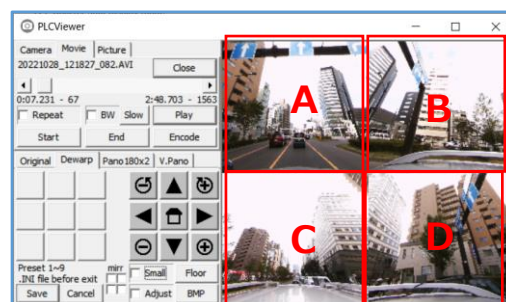 PLCViewer
Camera Movie Picture
20221028_121827_082.AVI Close
0:07.231 - 67 2:48.703 - 1563
Repeat BW Slow Play
Start End Encode
Original Dewarp Pano180x2 V.Pano
Preset 1~9 mirr Small Floor
.INI file before exit
Save Cancel Adjust BMP
A
B
C
D